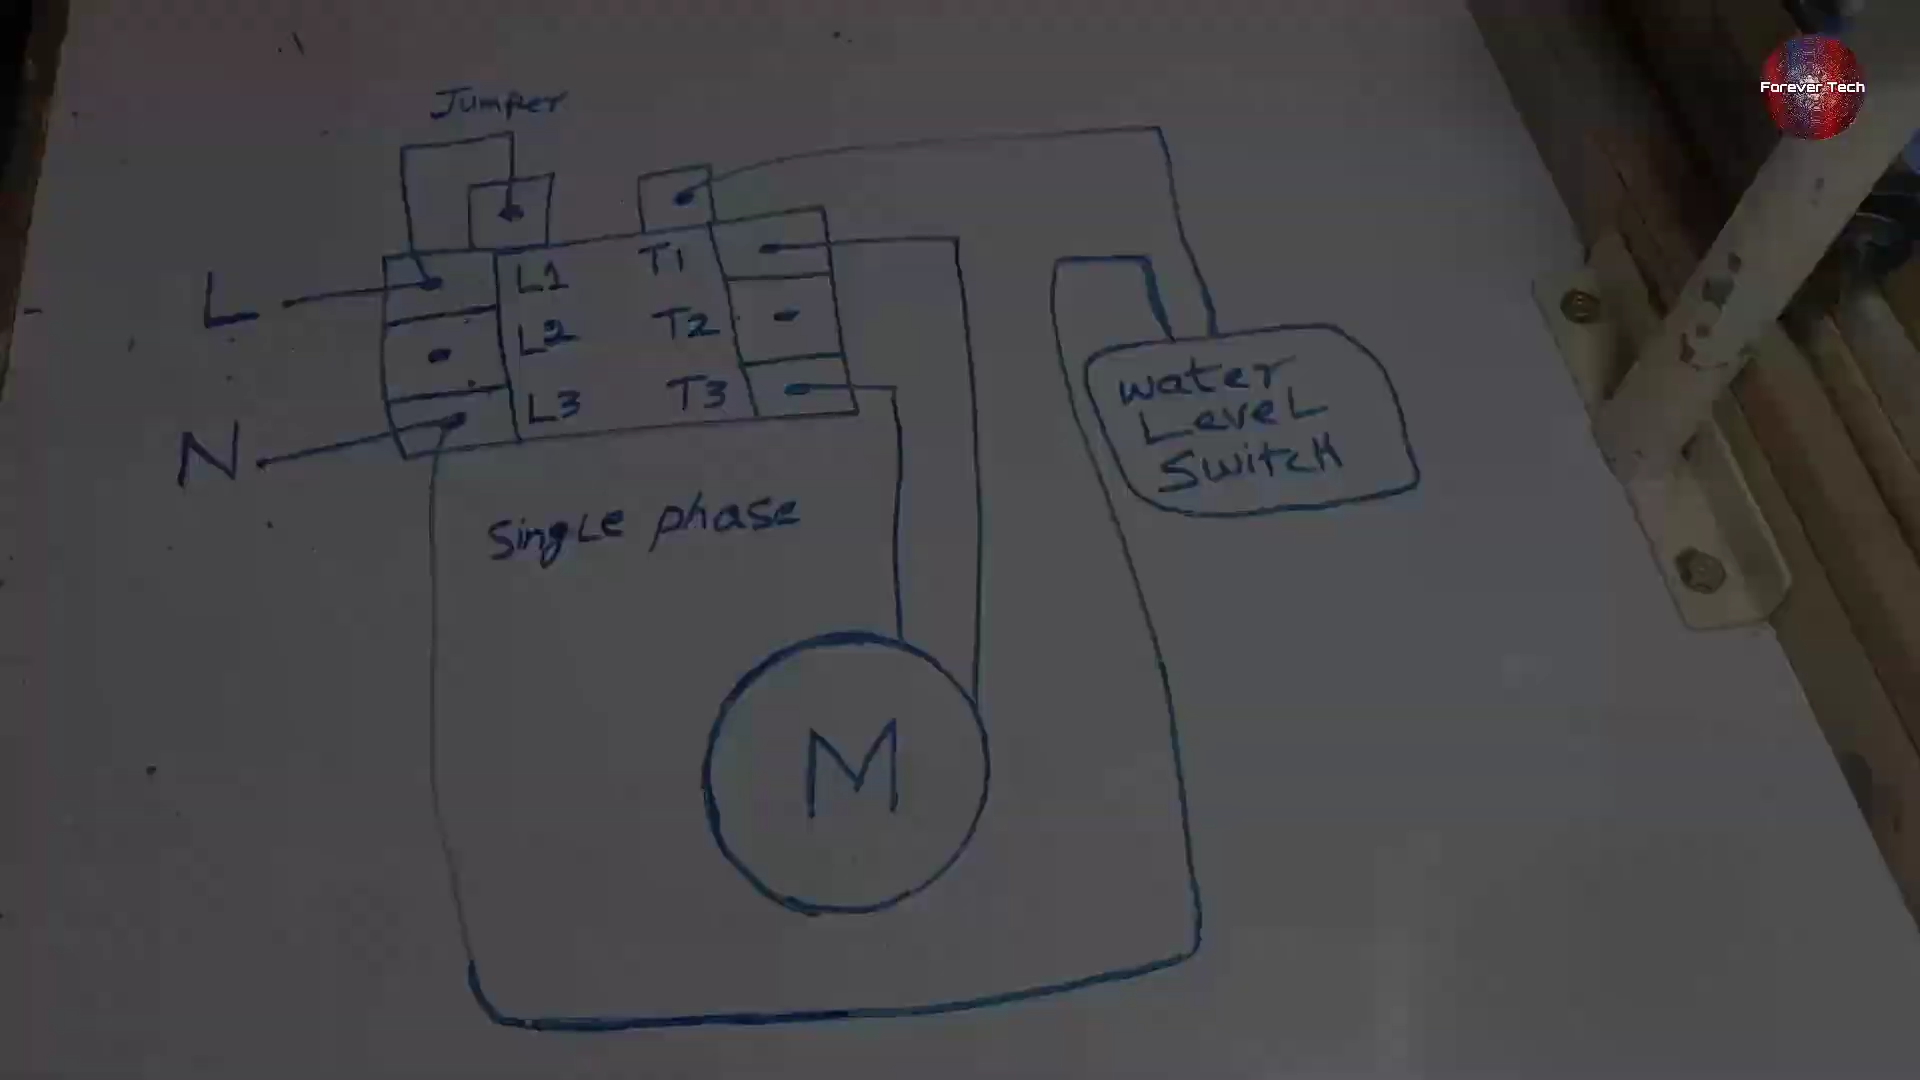 Forever Tech
Jumper
L
L1
T1
L2
T2
L3
T3
N
water
Level
Switch
Single phase
M